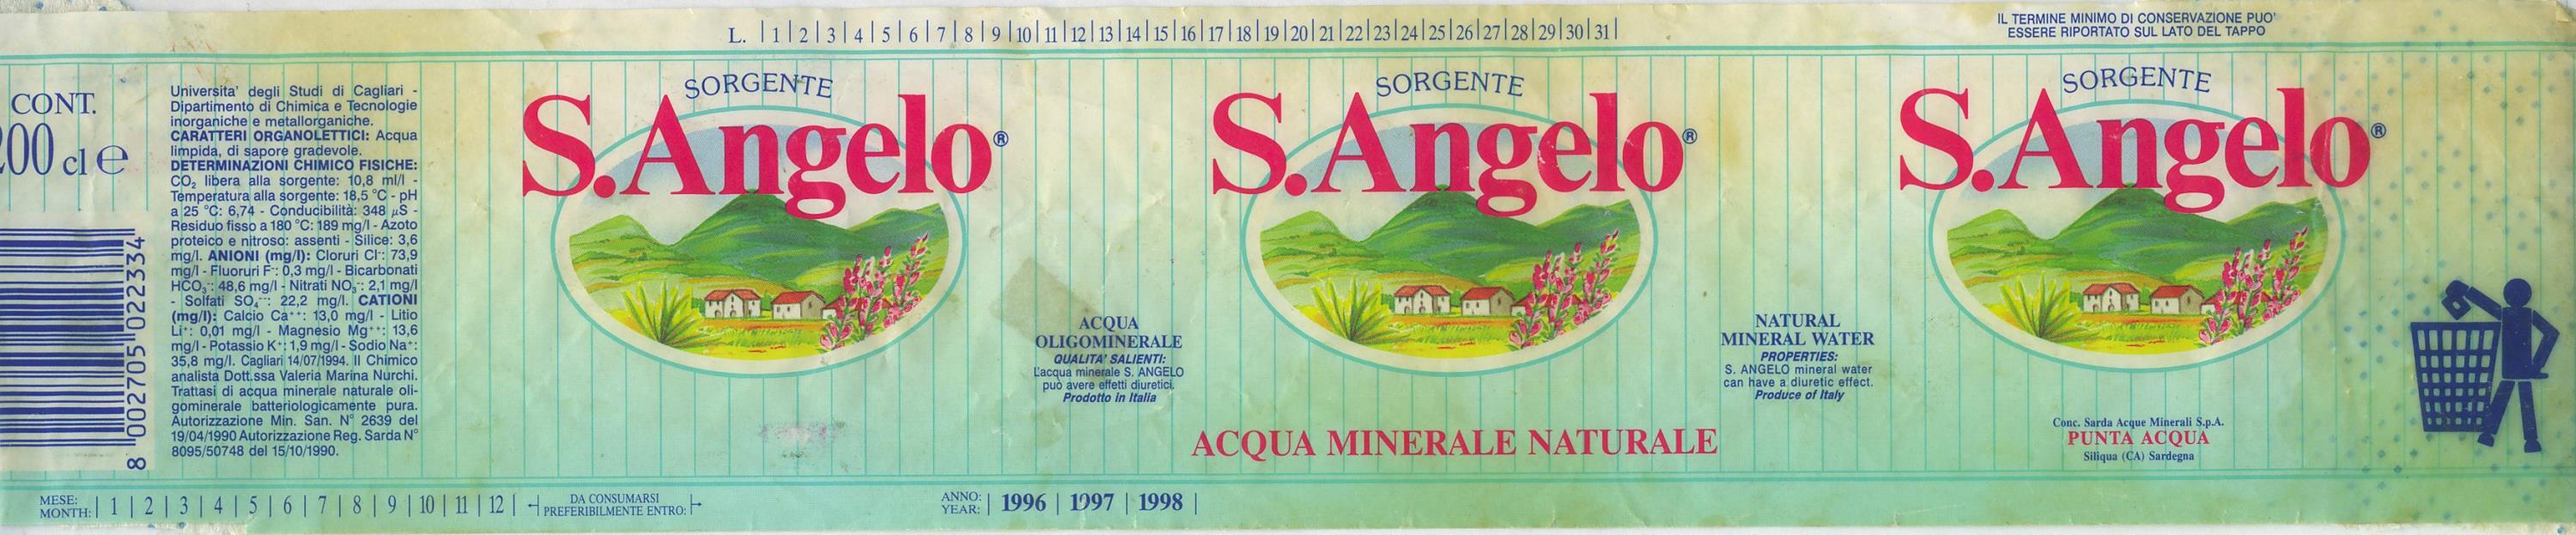 L. | 1 | 2 | 3 | 4 | 5 | 6 | 7 | 8 | 9 | 10 | 11 | 12 | 13 | 14 | 15 | 16 | 17 | 18 | 19 | 20 | 21 | 22 | 23 | 24 | 25 | 26 | 27 | 28 | 29 | 30 | 31 |
IL TERMINE MINIMO DI CONSERVAZIONE PUO'
ESSERE RIPORTATO SUL LATO DEL TAPPO
CONT.
200 cl e
8 002705 022334
Universita' degli Studi di Cagliari -
Dipartimento di Chimica e Tecnologie
inorganiche e metallorganiche.
CARATTERI ORGANOLETTICI: Acqua
limpida, di sapore gradevole.
DETERMINAZIONI CHIMICO FISICHE:
CO₂ libera alla sorgente: 10,8 ml/l -
Temperatura alla sorgente: 18,5 °C - pH
a 25 °C: 6,74 - Conducibilità: 348 µS -
Residuo fisso a 180 °C: 189 mg/l - Azoto
proteico e nitroso: assenti - Silice: 3,6
mg/l. ANIONI (mg/l): Cloruri Cl⁻: 73,9
mg/l - Fluoruri F⁻: 0,3 mg/l - Bicarbonati
HCO₃⁻: 48,6 mg/l - Nitrati NO₃⁻: 2,1 mg/l
- Solfati SO₄⁻⁻: 22,2 mg/l. CATIONI
(mg/l): Calcio Ca⁺⁺: 13,0 mg/l - Litio
Li⁺: 0,01 mg/l - Magnesio Mg⁺⁺: 13,6
mg/l - Potassio K⁺: 1,9 mg/l - Sodio Na⁺:
35,8 mg/l. Cagliari 14/07/1994. Il Chimico
analista Dott.ssa Valeria Marina Nurchi.
Trattasi di acqua minerale naturale oli-
gominerale batteriologicamente pura.
Autorizzazione Min. San. N° 2639 del
19/04/1990 Autorizzazione Reg. Sarda N°
8095/50748 del 15/10/1990.
SORGENTE
S.Angelo®
ACQUA
OLIGOMINERALE
QUALITA' SALIENTI:
L'acqua minerale S. ANGELO
può avere effetti diuretici.
Prodotto in Italia
SORGENTE
S.Angelo®
ACQUA MINERALE NATURALE
NATURAL
MINERAL WATER
PROPERTIES:
S. ANGELO mineral water
can have a diuretic effect.
Produce of Italy
SORGENTE
S.Angelo®
Conc. Sarda Acque Minerali S.p.A.
PUNTA ACQUA
Siliqua (CA) Sardegna
MESE:
MONTH: | 1 | 2 | 3 | 4 | 5 | 6 | 7 | 8 | 9 | 10 | 11 | 12 |
DA CONSUMARSI
PREFERIBILMENTE ENTRO:
ANNO:
YEAR: | 1996 | 1997 | 1998 |